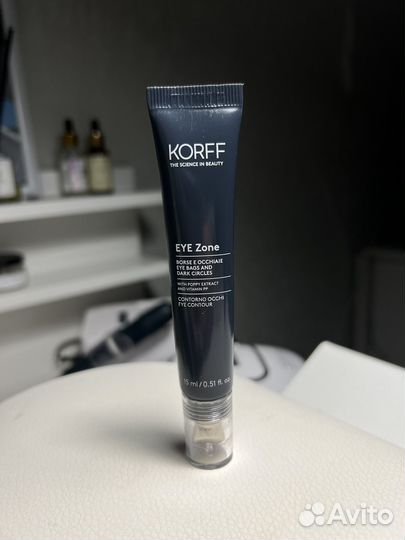 KORFF
THE SCIENCE IN BEAUTY
EYE Zone
BORSE E OCCHIAIE
EYE BAGS AND
DARK CIRCLES
WITH POPPY EXTRACT
AND VITAMIN PP
CONTORNO OCCHI
EYE CONTOUR
15 ml / 0.51 fl. oz
Avito